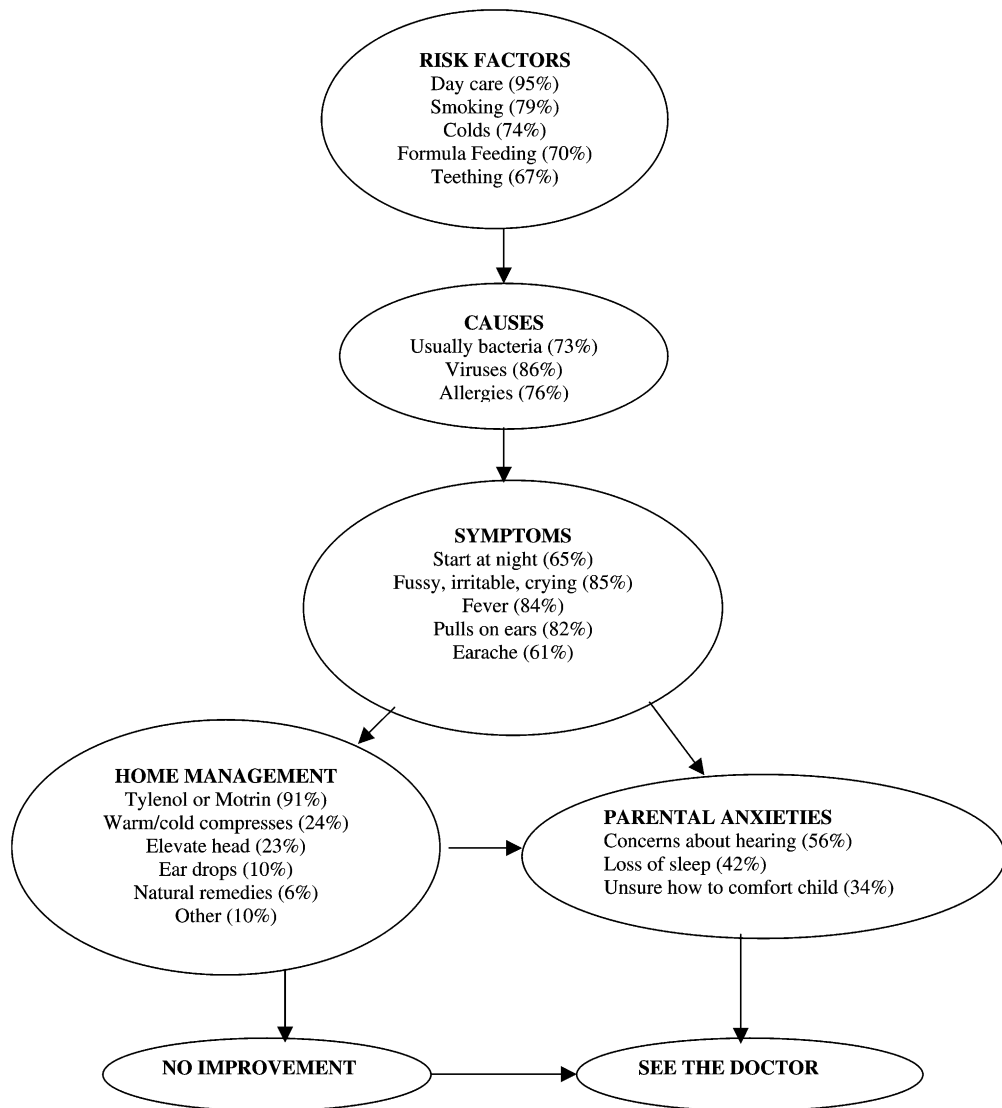 RISK FACTORS
Day care (95%)
Smoking (79%)
Colds (74%)
Formula Feeding (70%)
Teething (67%)
CAUSES
Usually bacteria (73%)
Viruses (86%)
Allergies (76%)
SYMPTOMS
Start at night (65%)
Fussy, irritable, crying (85%)
Fever (84%)
Pulls on ears (82%)
Earache (61%)
HOME MANAGEMENT
Tylenol or Motrin (91%)
Warm/cold compresses (24%)
Elevate head (23%)
Ear drops (10%)
Natural remedies (6%)
Other (10%)
PARENTAL ANXIETIES
Concerns about hearing (56%)
Loss of sleep (42%)
Unsure how to comfort child (34%)
NO IMPROVEMENT
SEE THE DOCTOR